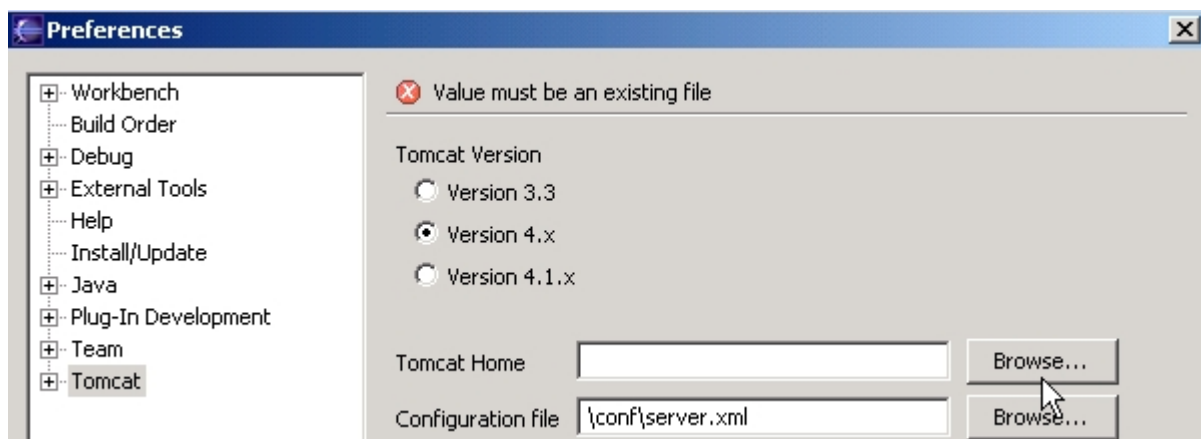 Preferences
Workbench
Build Order
Debug
External Tools
Help
Install/Update
Java
Plug-In Development
Team
Tomcat
Value must be an existing file
Tomcat Version
Version 3.3
Version 4.x
Version 4.1.x
Tomcat Home
Browse...
Configuration file \conf\server.xml
Browse...